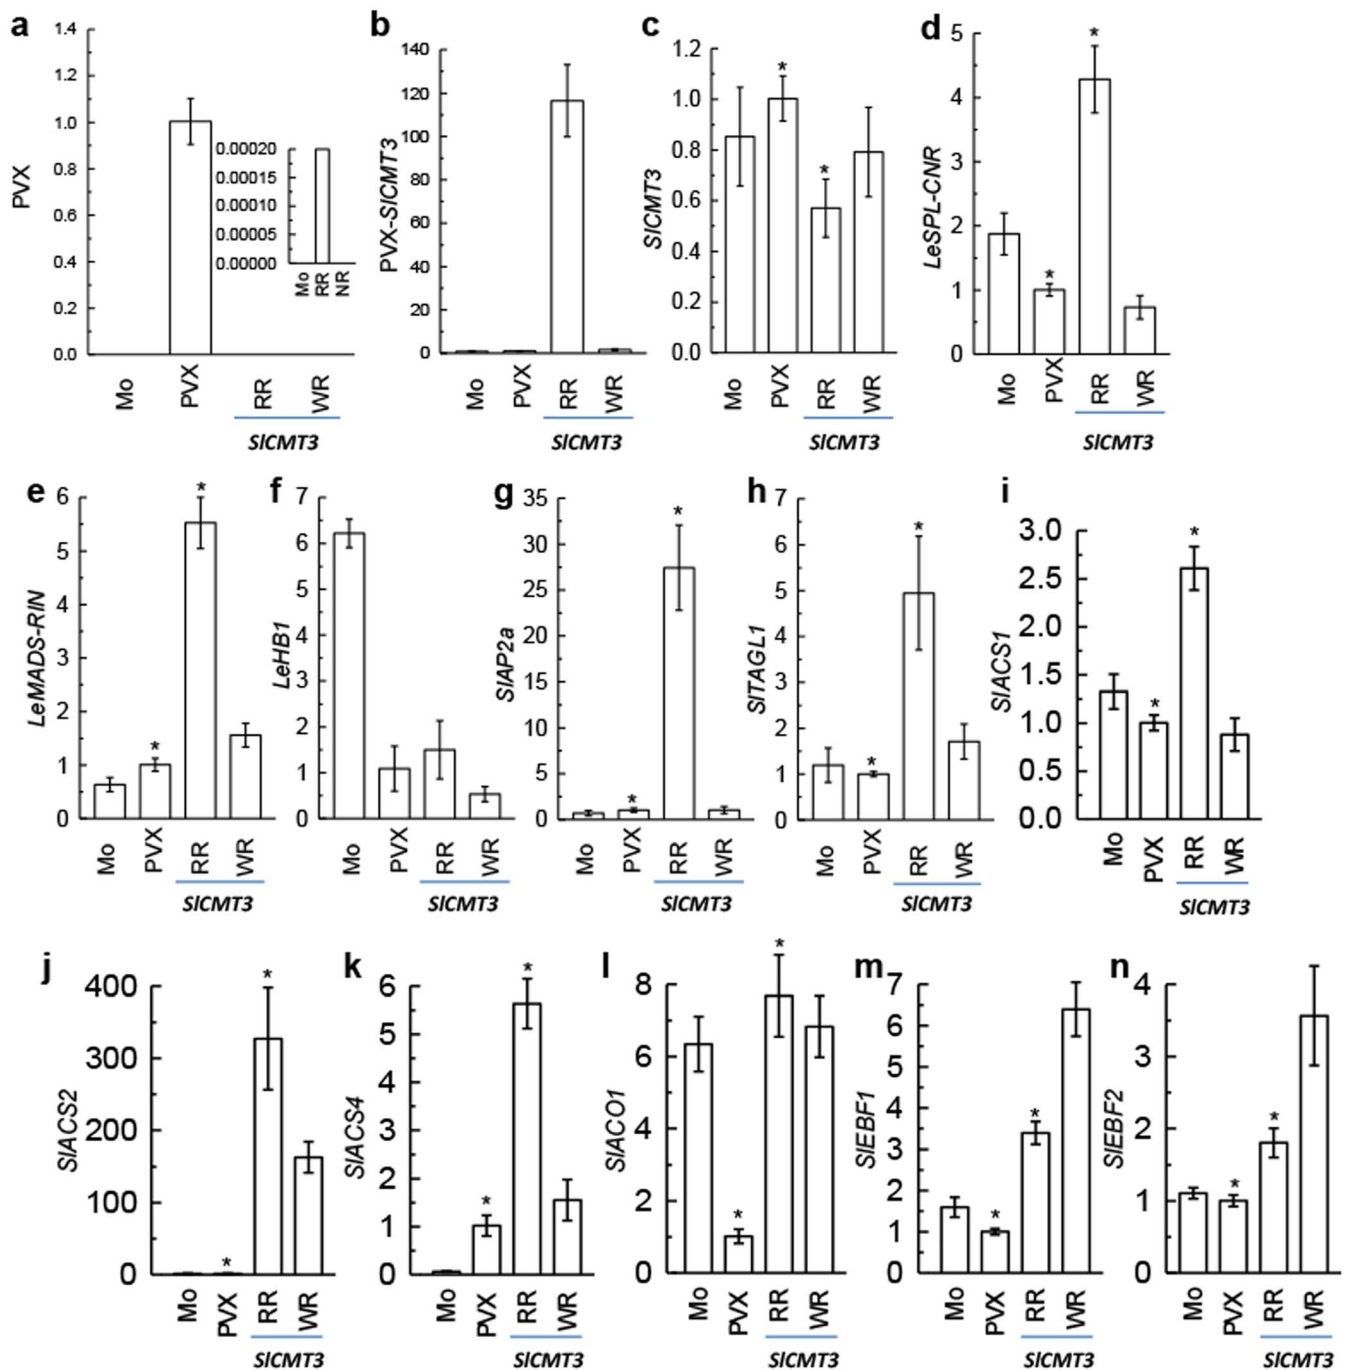 a
1.4
1.2
1.0
0.8
0.6
0.4
0.2
0.0
PVX
0.00020
0.00015
0.00010
0.00005
0.00000
Mo RR NR
Mo PVX RR WR
SlCMT3
b
140
120
100
80
60
40
20
0
PVX-SlCMT3
Mo PVX RR WR
SlCMT3
c
1.2
1.0
0.8
0.6
0.4
0.2
0.0
SlCMT3
* *
Mo PVX RR WR
SlCMT3
d
5
4
3
2
1
0
LeSPL-CNR
* *
Mo PVX RR WR
SlCMT3
e
6
5
4
3
2
1
0
LeMADS-RIN
* *
Mo PVX RR WR
SlCMT3
f
7
6
5
4
3
2
1
0
LeHB1
Mo PVX RR WR
SlCMT3
g
35
30
25
20
15
10
5
0
SlAP2a
* *
Mo PVX RR WR
SlCMT3
h
7
6
5
4
3
2
1
0
SlTAGL1
* *
Mo PVX RR WR
SlCMT3
i
3.0
2.5
2.0
1.5
1.0
0.5
0.0
SlACS1
* *
Mo PVX RR WR
SlCMT3
j
400
300
200
100
0
SlACS2
* *
Mo PVX RR WR
SlCMT3
k
6
5
4
3
2
1
0
SlACS4
* *
Mo PVX RR WR
SlCMT3
l
8
6
4
2
0
SlACO1
* *
Mo PVX RR WR
SlCMT3
m
7
6
5
4
3
2
1
0
SlEBF1
* *
Mo PVX RR WR
SlCMT3
n
4
3
2
1
0
SlEBF2
* *
Mo PVX RR WR
SlCMT3